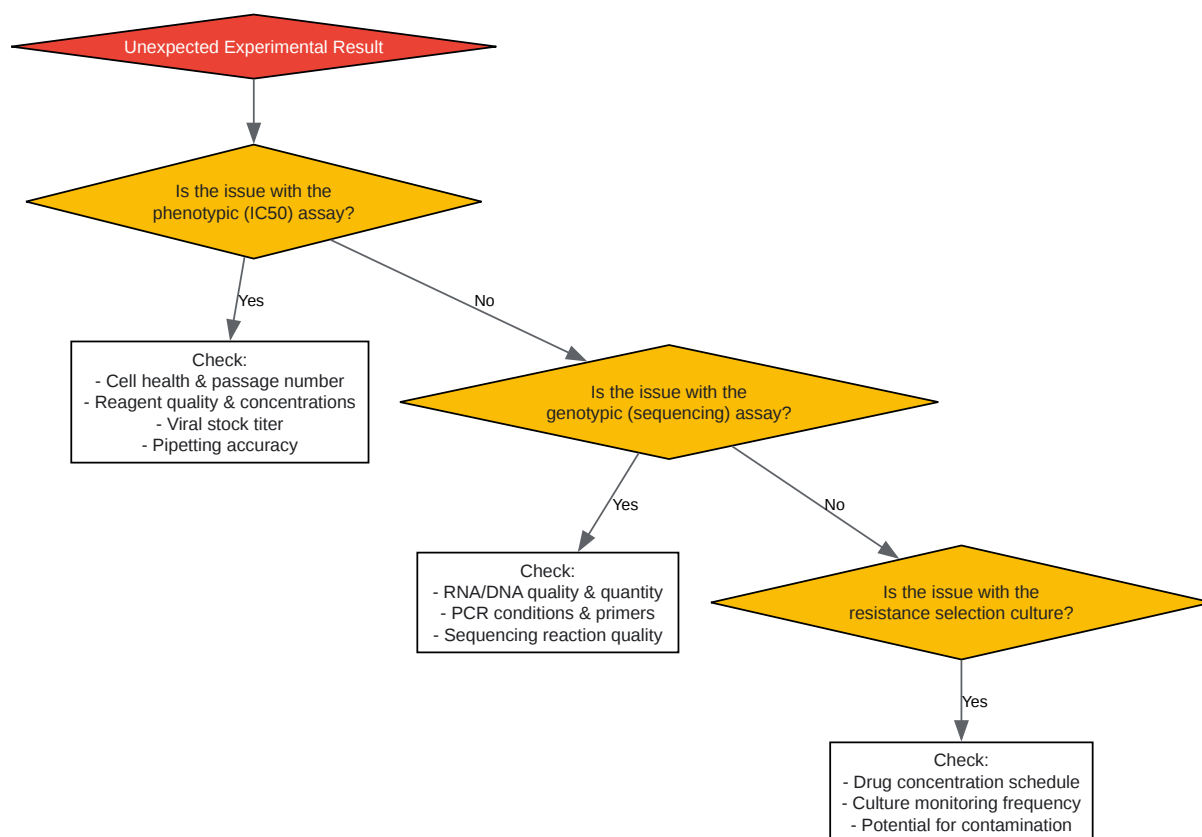 Unexpected Experimental Result
Is the issue with the
phenotypic (IC50) assay?
Yes
No
Check:
- Cell health & passage number
- Reagent quality & concentrations
- Viral stock titer
- Pipetting accuracy
Is the issue with the
genotypic (sequencing) assay?
Yes
No
Check:
- RNA/DNA quality & quantity
- PCR conditions & primers
- Sequencing reaction quality
Is the issue with the
resistance selection culture?
Yes
Check:
- Drug concentration schedule
- Culture monitoring frequency
- Potential for contamination